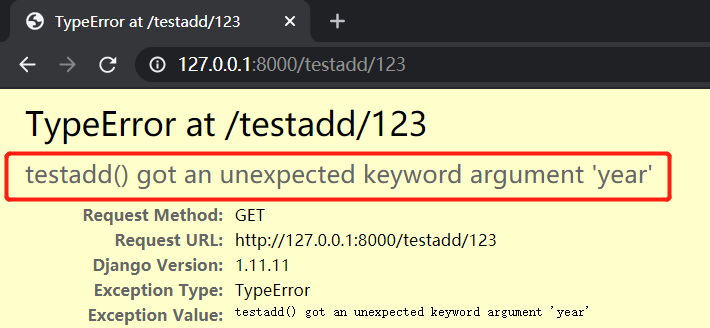 TypeError at /testadd/123
127.0.0.1:8000/testadd/123
TypeError at /testadd/123
testadd() got an unexpected keyword argument 'year'
Request Method: GET
Request URL: http://127.0.0.1:8000/testadd/123
Django Version: 1.11.11
Exception Type: TypeError
Exception Value: testadd() got an unexpected keyword argument 'year'